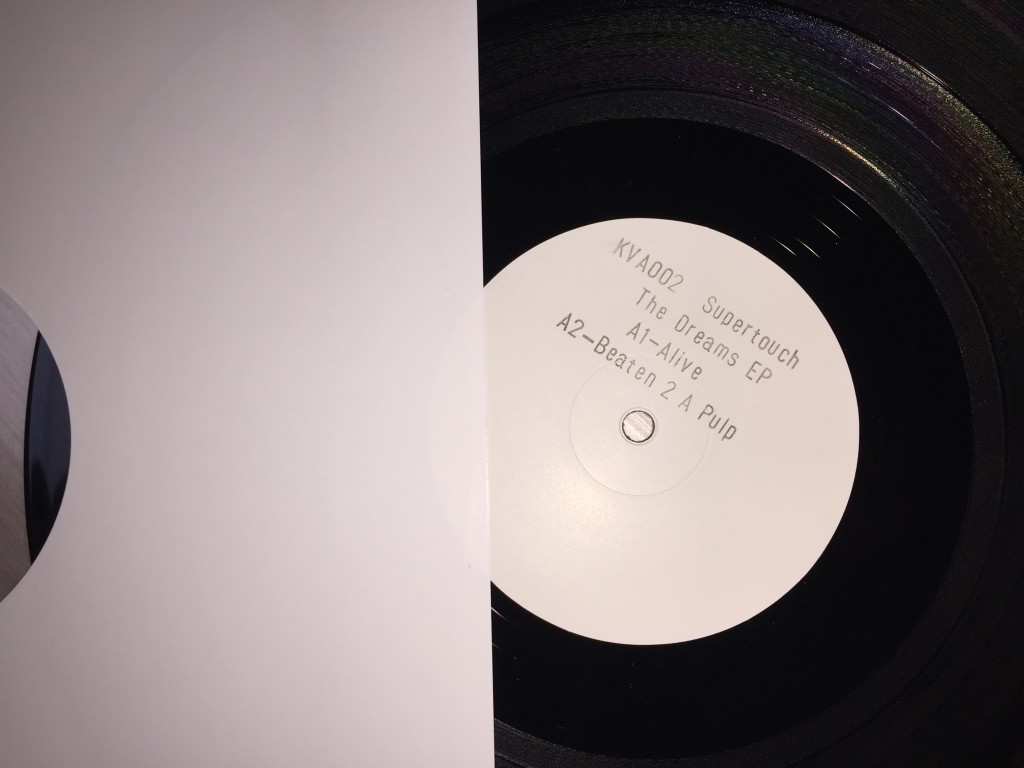 KVA002 Supertouch
The Dreams EP
A1-Alive
A2-Beaten 2 A Pulp